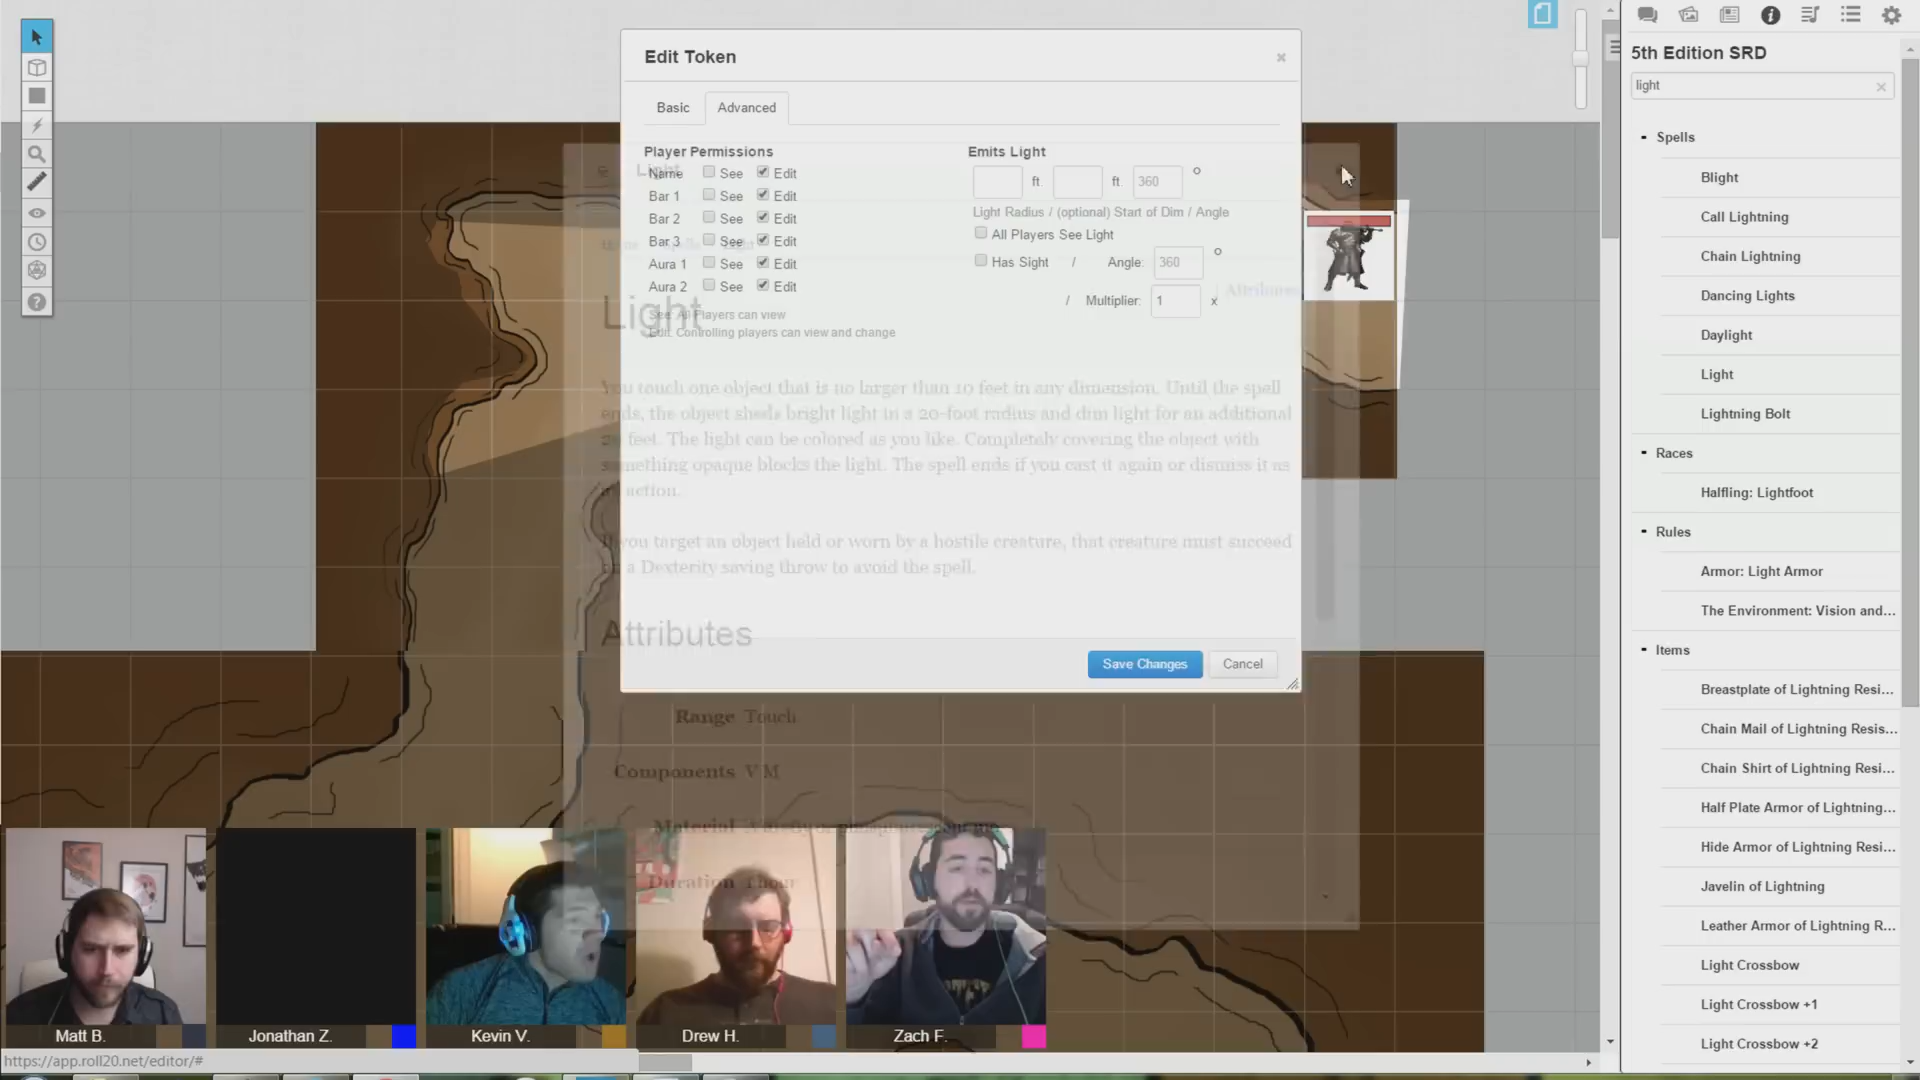 Edit Token
×
Basic
Advanced
Player Permissions
Name See Edit
Bar 1 See Edit
Bar 2 See Edit
Bar 3 See Edit
Aura 1 See Edit
Aura 2 See Edit
See: All Players can view
Edit: Controlling players can view and change
Emits Light
ft. ft. 360 °
Light Radius / (optional) Start of Dim / Angle
All Players See Light
Has Sight / Angle: 360 °
/ Multiplier: 1 x
Light
Attributes
Light
You touch one object that is no larger than 10 feet in any dimension. Until the spell
ends, the object sheds bright light in a 20-foot radius and dim light for an additional
feet. The light can be colored as you like. Completely covering the object with
something opaque blocks the light. The spell ends if you cast it again or dismiss it as
action.
If you target an object held or worn by a hostile creature, that creature must succeed
a Dexterity saving throw to avoid the spell.
Attributes
Save Changes
Cancel
Range Touch
Components V M
Material
Duration 1 hour
Matt B.
Jonathan Z.
Kevin V.
Drew H.
Zach F.
https://app.roll20.net/editor/#
5th Edition SRD
light
Spells
Blight
Call Lightning
Chain Lightning
Dancing Lights
Daylight
Light
Lightning Bolt
Races
Halfling: Lightfoot
Rules
Armor: Light Armor
The Environment: Vision and...
Items
Breastplate of Lightning Resi...
Chain Mail of Lightning Resis...
Chain Shirt of Lightning Resi...
Half Plate Armor of Lightning...
Hide Armor of Lightning Resi...
Javelin of Lightning
Leather Armor of Lightning R...
Light Crossbow
Light Crossbow +1
Light Crossbow +2